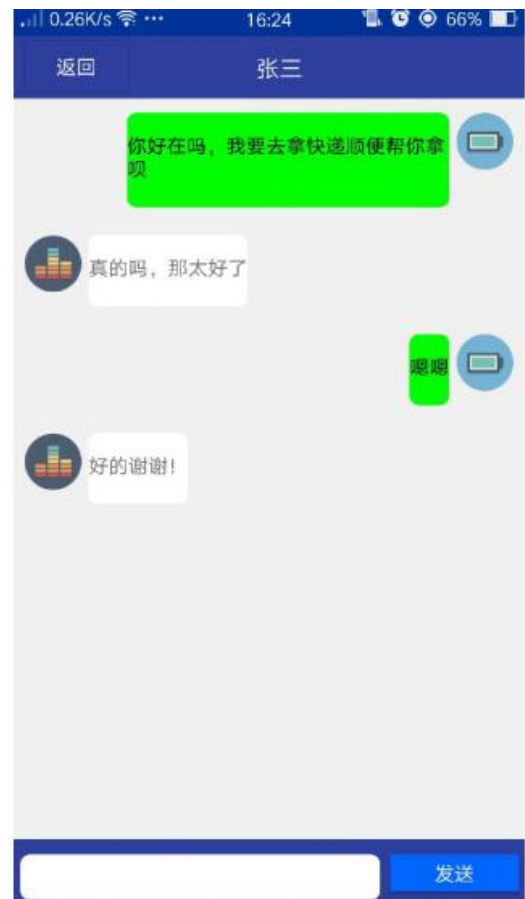 0.26K/s ··· 16:24 66%
返回 张三
你好在吗，我要去拿快递顺便帮你拿
呗
真的吗，那太好了
嗯嗯
好的谢谢！
发送